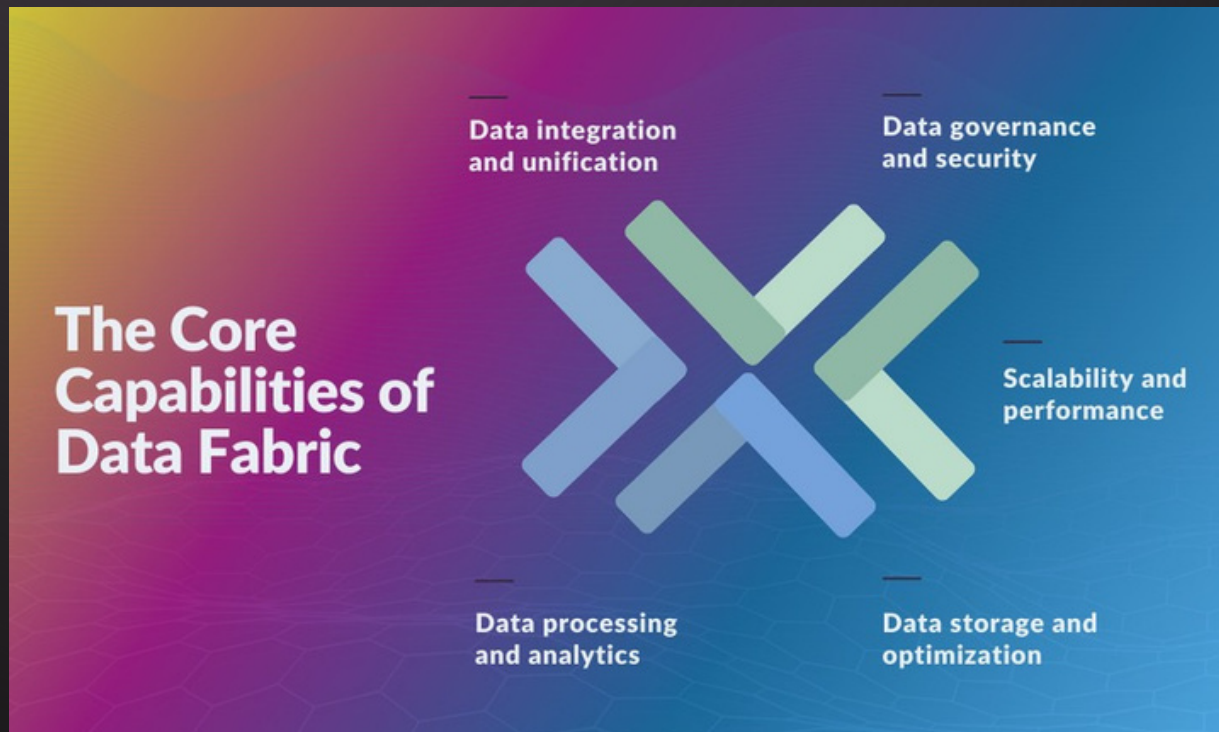 The Core
Capabilities of
Data Fabric
Data integration
and unification
Data governance
and security
Scalability and
performance
Data processing
and analytics
Data storage and
optimization